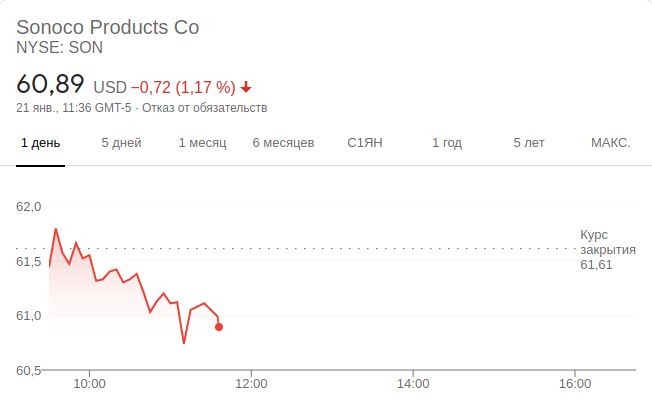 Sonoco Products Co
NYSE: SON
60,89 USD −0,72 (1,17 %)
21 янв., 11:36 GMT-5 · Отказ от обязательств
1 день 5 дней 1 месяц 6 месяцев С1ЯН 1 год 5 лет МАКС.
62,0
Курс
закрытия
61,61
61,5
61,0
60,5
10:00 12:00 14:00 16:00